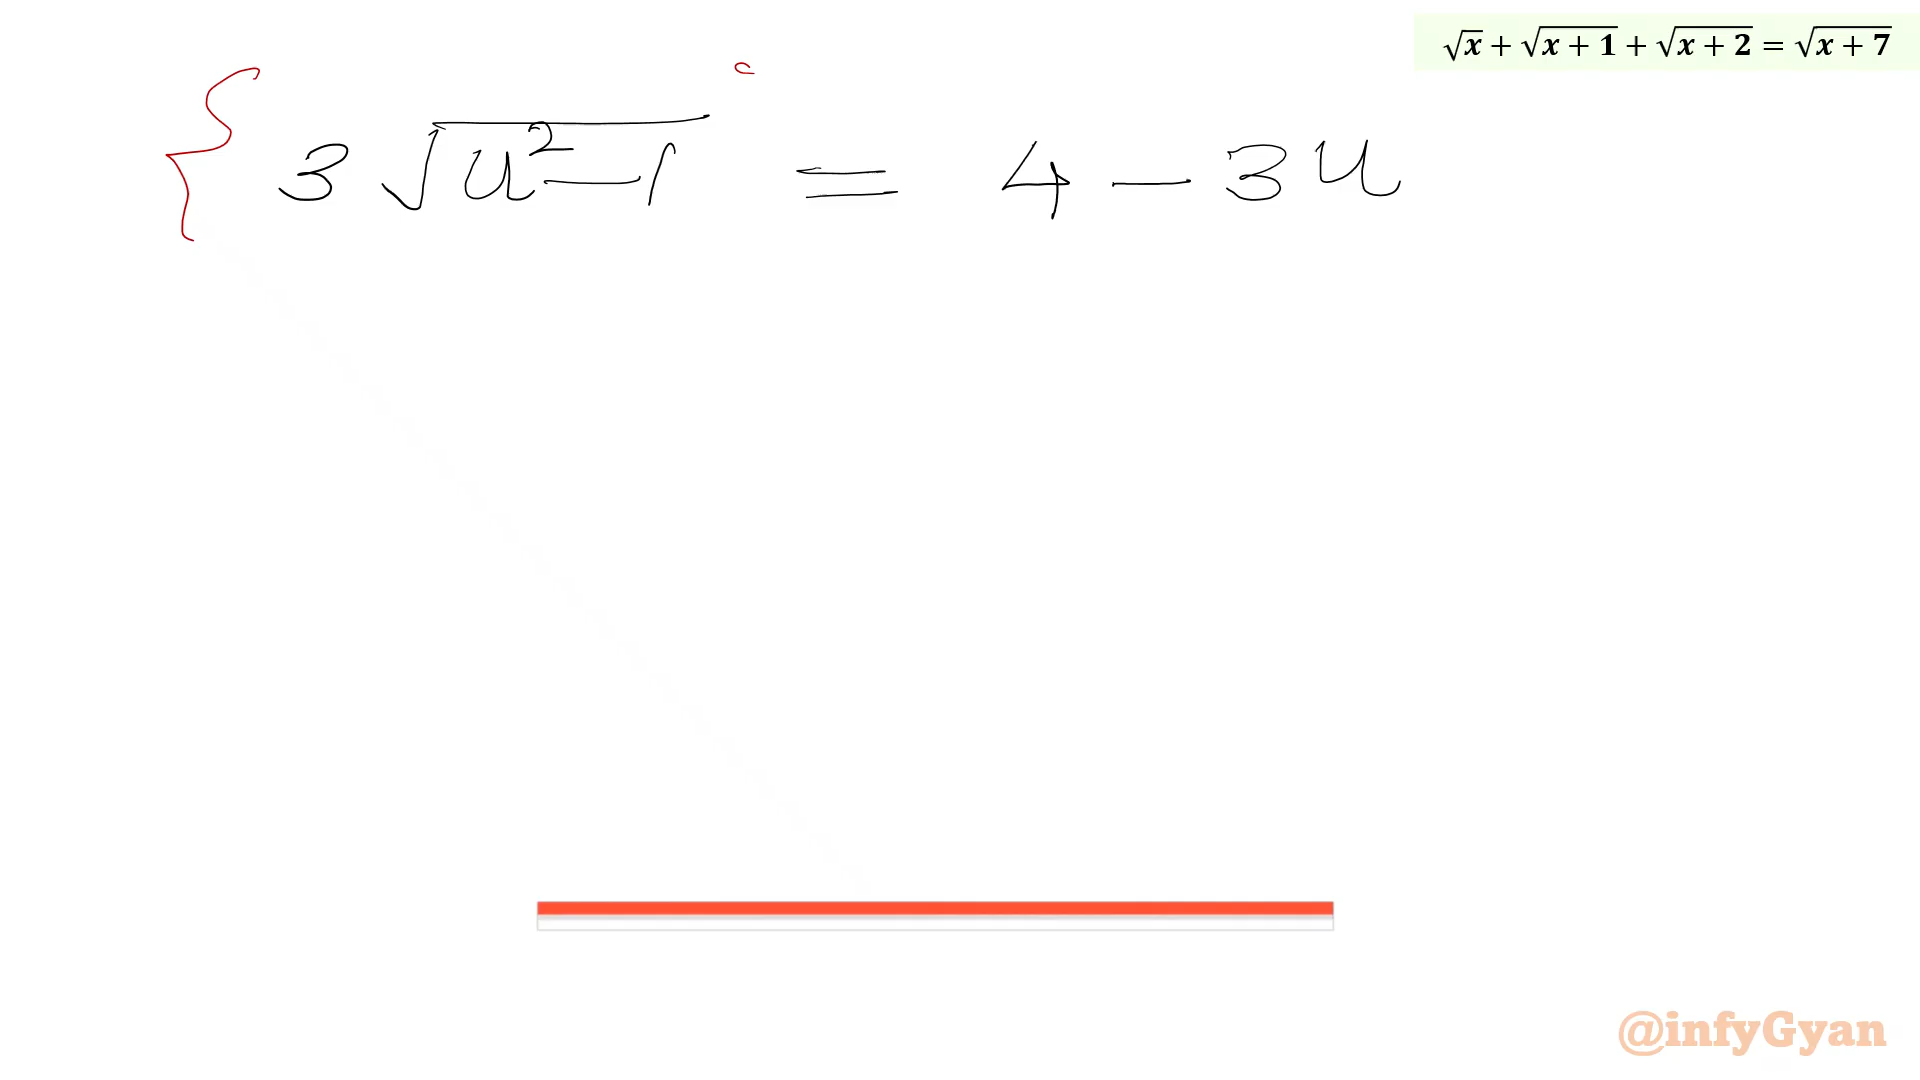 √x + √(x + 1) + √(x + 2) = √(x + 7)
{ 3 √(u² − 1) = 4 − 3u
@infyGyan